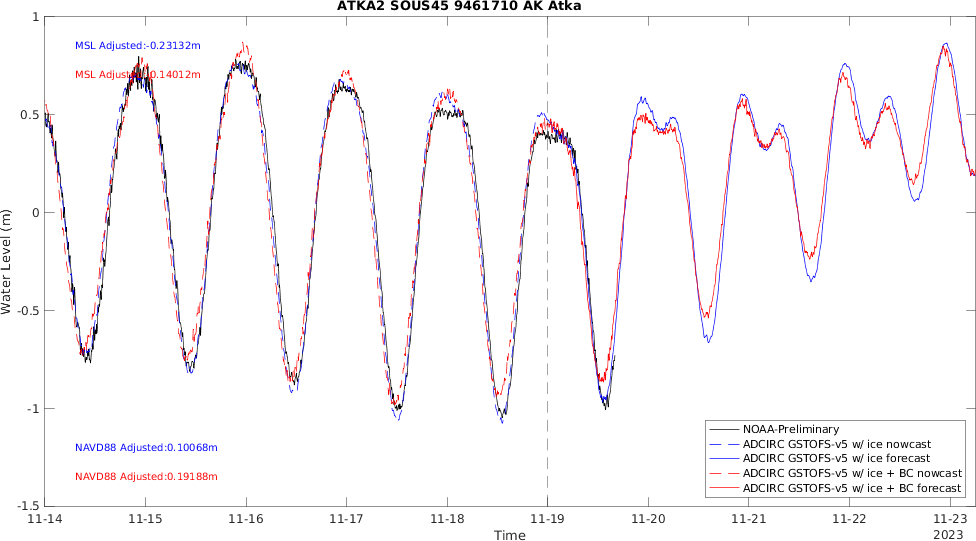 ATKA2 SOUS45 9461710 AK Atka
MSL Adjusted:-0.23132m
MSL Adjusted:-0.14012m
NAVD88 Adjusted:0.10068m
NAVD88 Adjusted:0.19188m
Water Level (m)
1
0.5
0
-0.5
-1
-1.5
NOAA-Preliminary
ADCIRC GSTOFS-v5 w/ ice nowcast
ADCIRC GSTOFS-v5 w/ ice forecast
ADCIRC GSTOFS-v5 w/ ice + BC nowcast
ADCIRC GSTOFS-v5 w/ ice + BC forecast
11-14 11-15 11-16 11-17 11-18 11-19 11-20 11-21 11-22 11-23
Time
2023